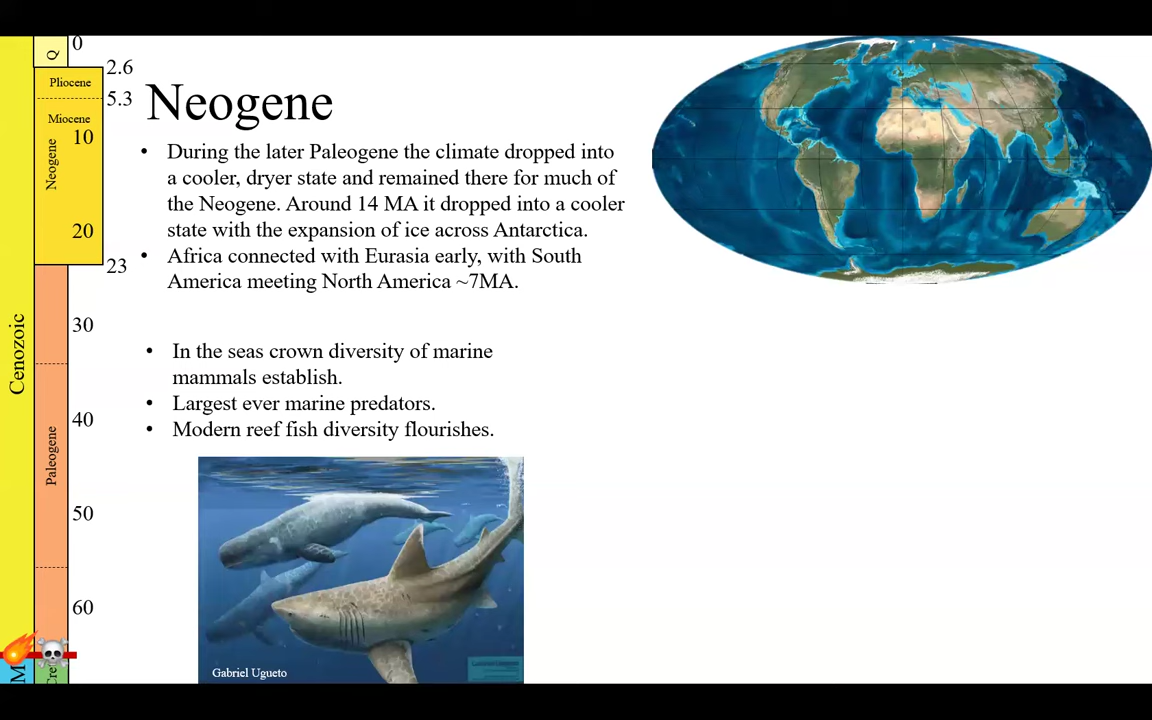 Q
0
2.6
Pliocene
5.3
Miocene
10
Neogene
20
23
30
Cenozoic
40
Paleogene
50
60
M
Cre
Neogene
• During the later Paleogene the climate dropped into
a cooler, dryer state and remained there for much of
the Neogene. Around 14 MA it dropped into a cooler
state with the expansion of ice across Antarctica.
• Africa connected with Eurasia early, with South
America meeting North America ~7MA.
• In the seas crown diversity of marine
mammals establish.
• Largest ever marine predators.
• Modern reef fish diversity flourishes.
Gabriel Ugueto